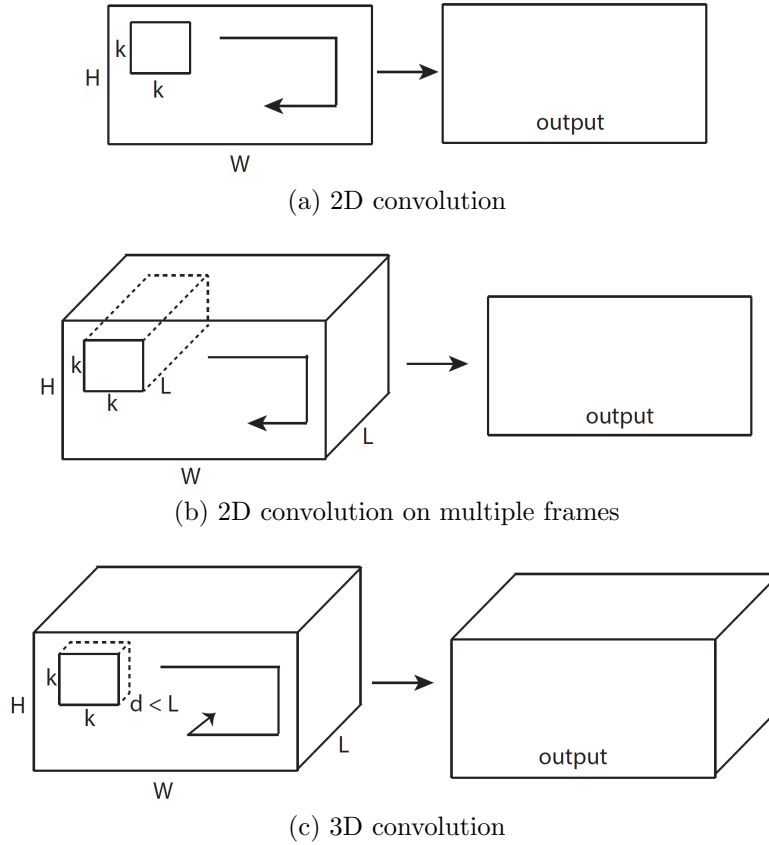 k
H
k
output
W
(a) 2D convolution
k
H
L
k
output
L
W
(b) 2D convolution on multiple frames
k
H
d < L
k
L
output
W
(c) 3D convolution